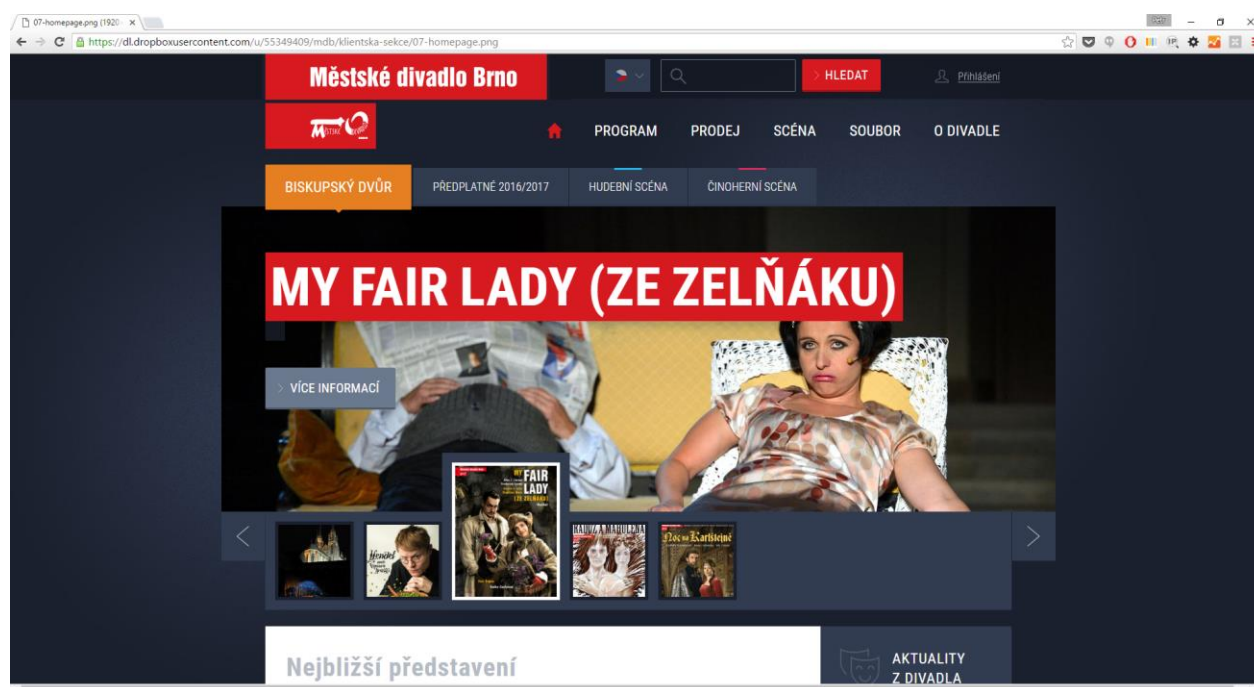 07-homepage.png (1920
https://dl.dropboxusercontent.com/u/55349409/mdb/klientska-sekce/07-homepage.png
Městské divadlo Brno
HLEDAT
Přihlášení
PROGRAM
PRODEJ
SCÉNA
SOUBOR
O DIVADLE
BISKUPSKÝ DVŮR
PŘEDPLATNÉ 2016/2017
HUDEBNÍ SCÉNA
ČINOHERNÍ SCÉNA
MY FAIR LADY (ZE ZELŇÁKU)
VÍCE INFORMACÍ
MY FAIR
LADY
ZE ZELŇÁKU
RADÚZ A MAHULENA
Noc na Karlštejně
Nejbližší představení
AKTUALITY
Z DIVADLA